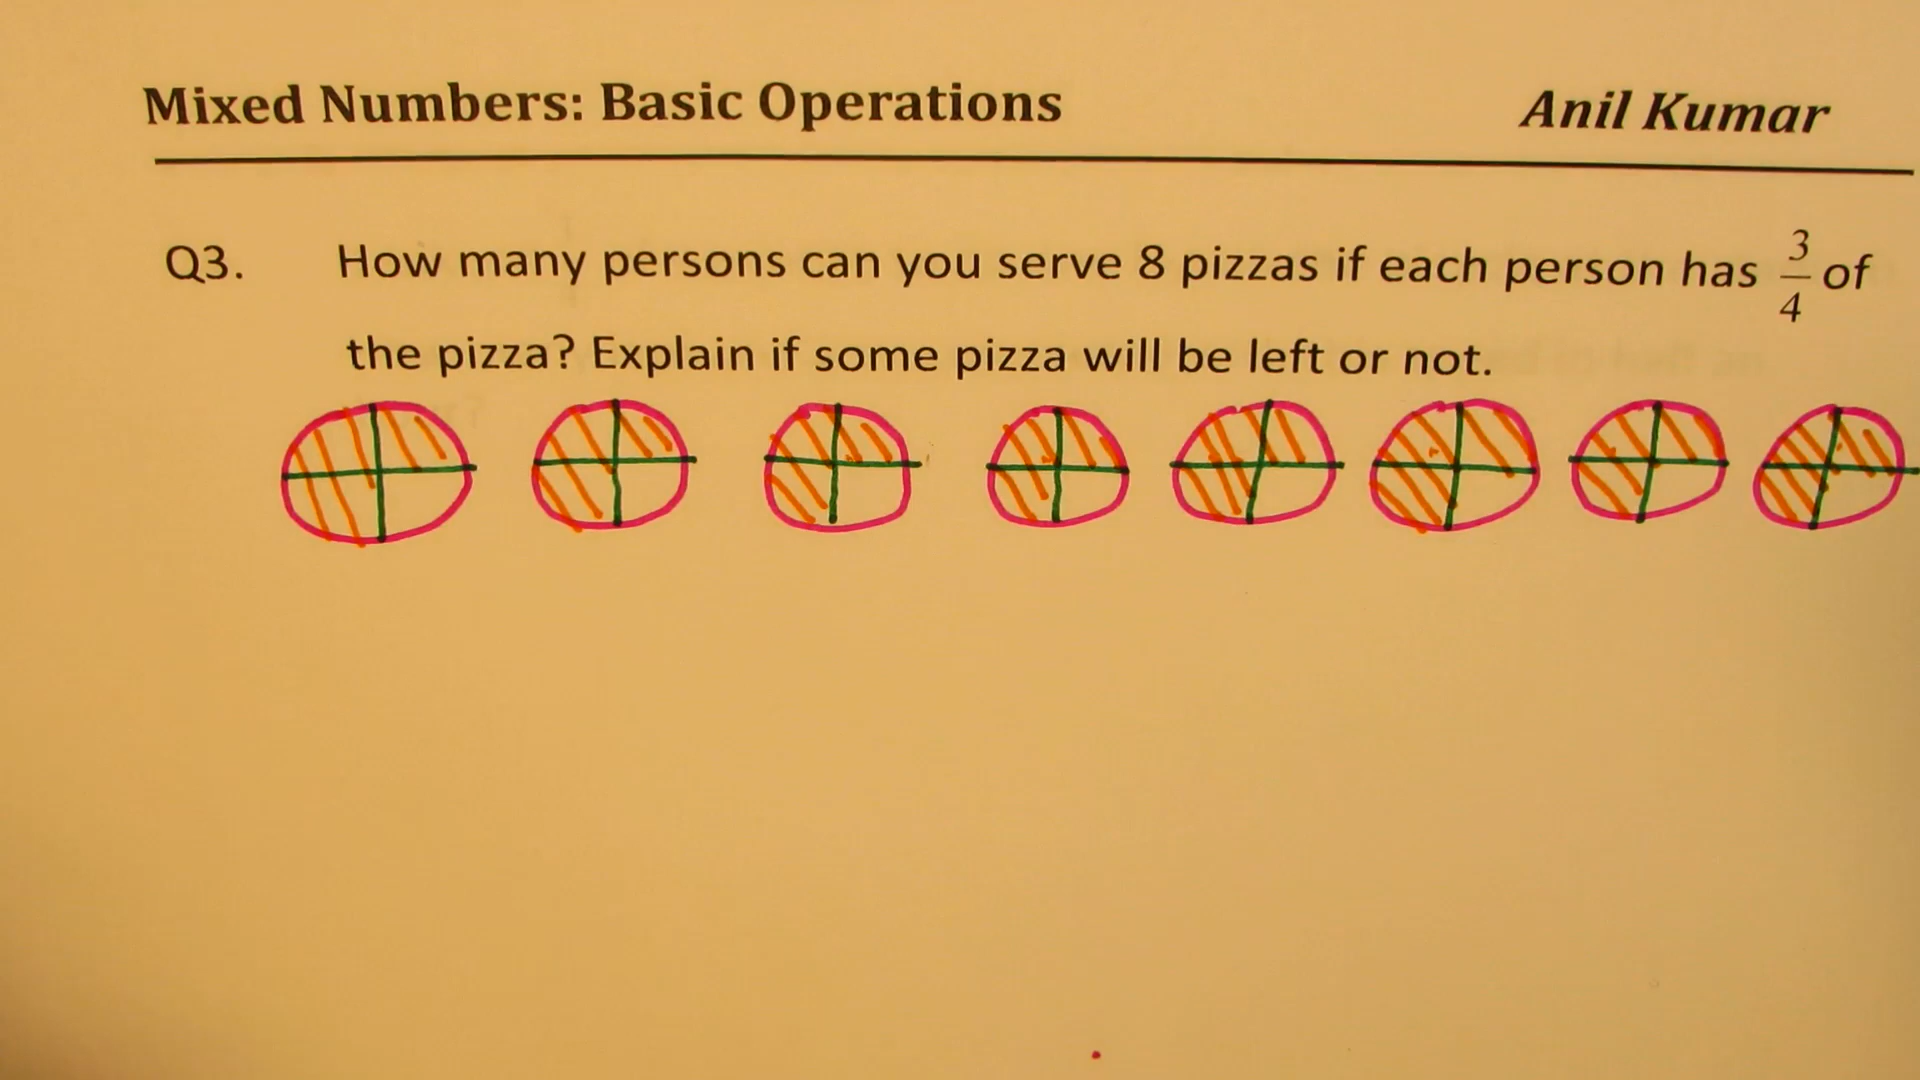 Mixed Numbers: Basic Operations Anil Kumar
Q3. How many persons can you serve 8 pizzas if each person has 3/4 of
the pizza? Explain if some pizza will be left or not.